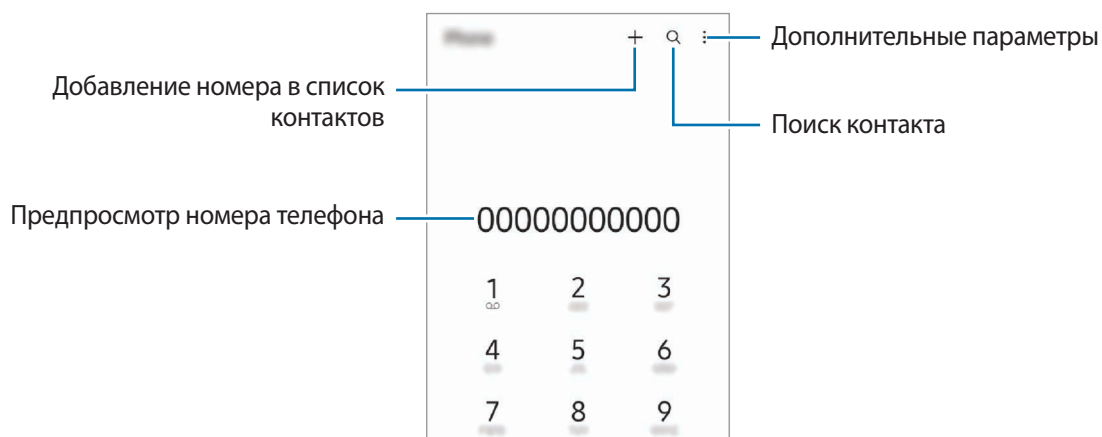 Дополнительные параметры
Добавление номера в список
контактов
Поиск контакта
Предпросмотр номера телефона
00000000000
1 2 3
4 5 6
7 8 9